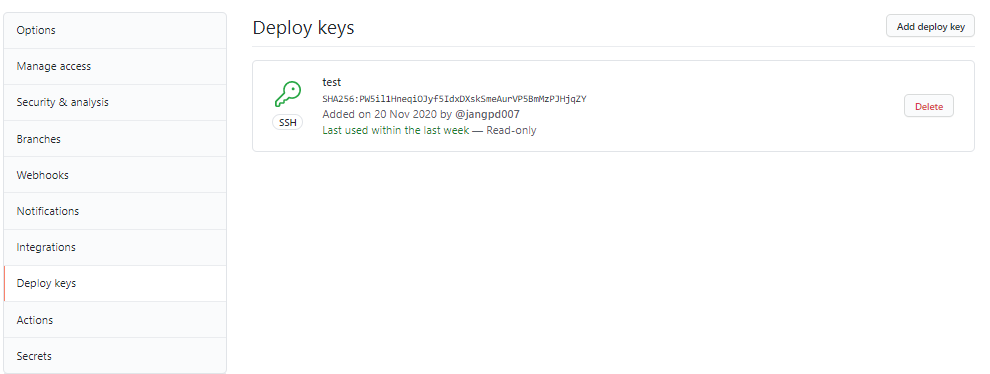 Options
Manage access
Security & analysis
Branches
Webhooks
Notifications
Integrations
Deploy keys
Actions
Secrets
Deploy keys
Add deploy key
test
SHA256:PW5il1HneqiOJyf5IdxDXskSmeAurVP5BmMzPJHjqZY
Added on 20 Nov 2020 by @jangpd007
Last used within the last week — Read-only
SSH
Delete